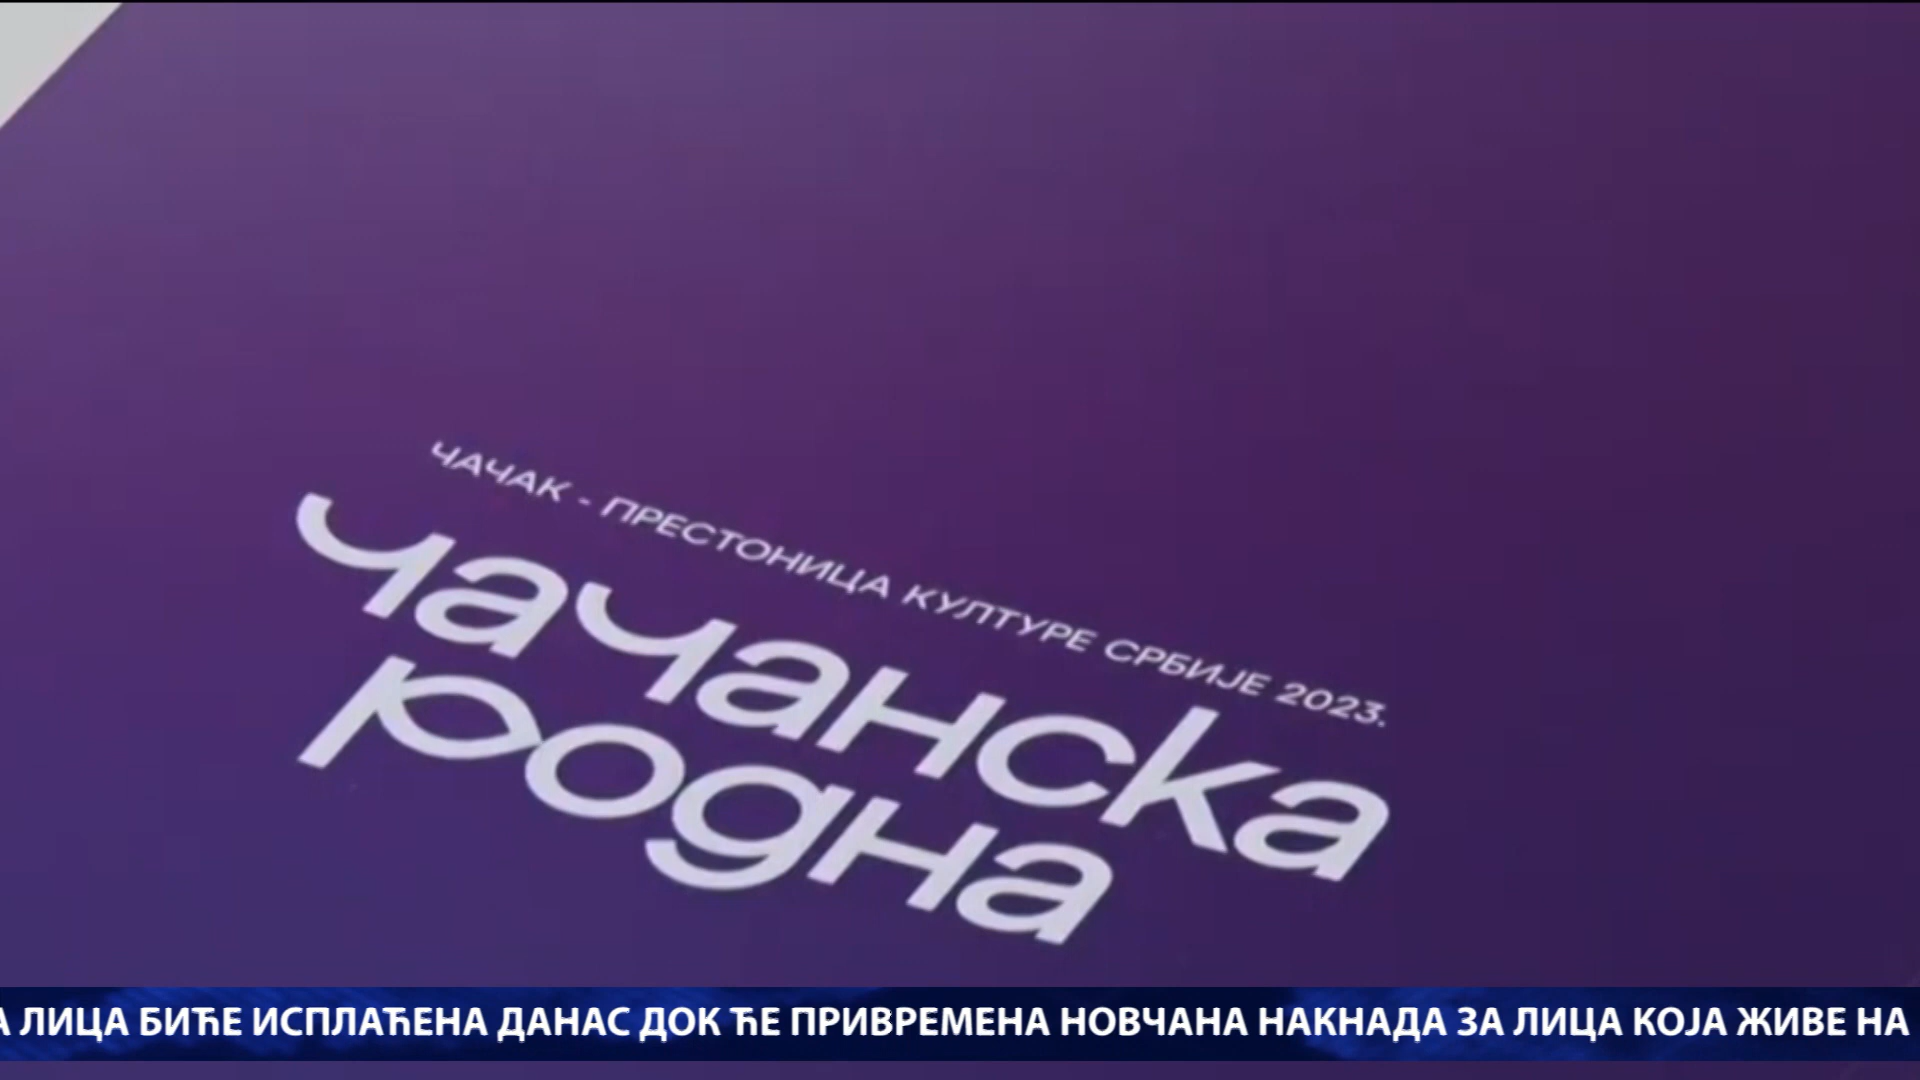 ЧАЧАК - ПРЕСТОНИЦА КУЛТУРЕ СРБИЈЕ 2023.
чачанска
родна
А ЛИЦА БИЋЕ ИСПЛАЋЕНА ДАНАС ДОК ЋЕ ПРИВРЕМЕНА НОВЧАНА НАКНАДА ЗА ЛИЦА КОЈА ЖИВЕ НА